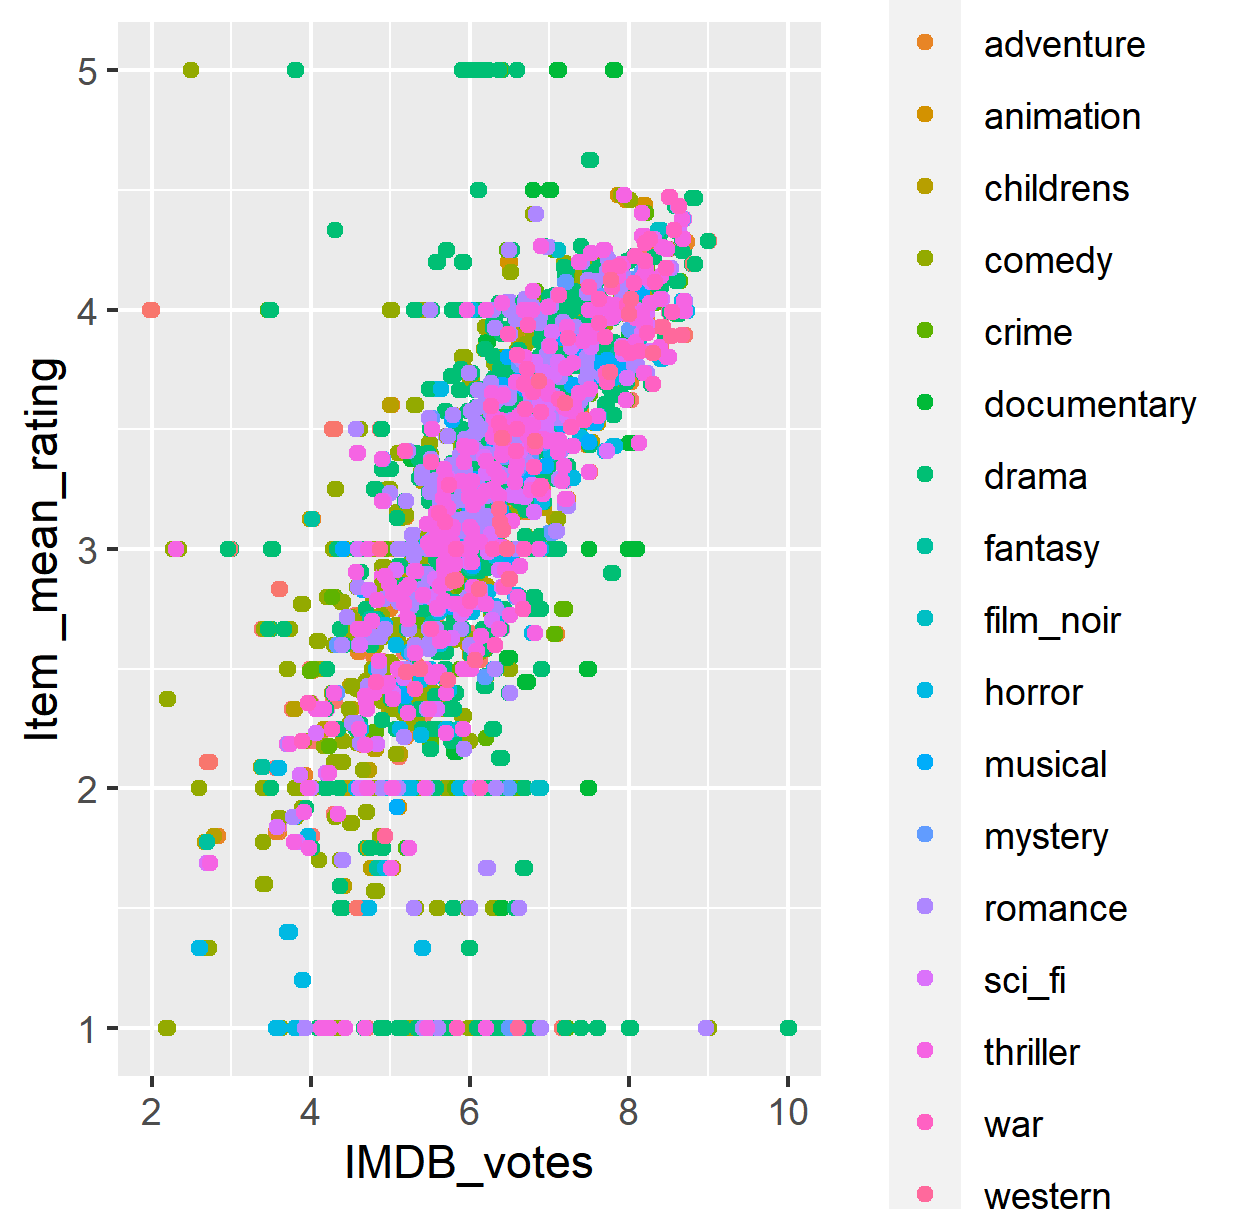 5
4
3
2
1
2
4
6
8
10
IMDB_votes
Item _mean_rating
adventure
animation
childrens
comedy
crime
documentary
drama
fantasy
film_noir
horror
musical
mystery
romance
sci_fi
thriller
war
western